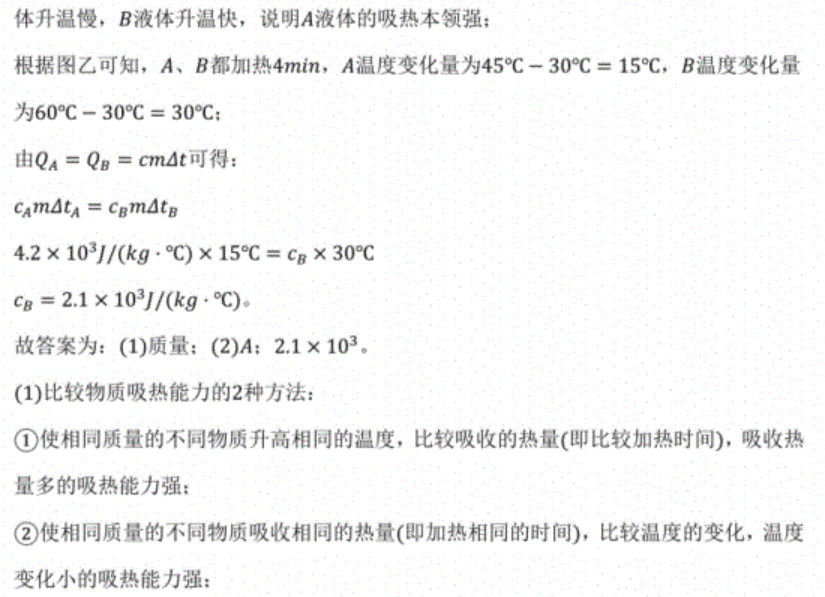 体升温慢，B液体升温快，说明A液体的吸热本领强；
根据图乙可知，A、B都加热4min，A温度变化量为45℃ − 30℃ = 15℃，B温度变化量
为60℃ − 30℃ = 30℃；
由Q_A = Q_B = cmΔt可得：
c_AmΔt_A = c_BmΔt_B
4.2 × 10³J/(kg · ℃) × 15℃ = c_B × 30℃
c_B = 2.1 × 10³J/(kg · ℃)。
故答案为：(1)质量；(2)A；2.1 × 10³。
(1)比较物质吸热能力的2种方法：
①使相同质量的不同物质升高相同的温度，比较吸收的热量(即比较加热时间)，吸收热
量多的吸热能力强；
②使相同质量的不同物质吸收相同的热量(即加热相同的时间)，比较温度的变化，温度
变化小的吸热能力强；